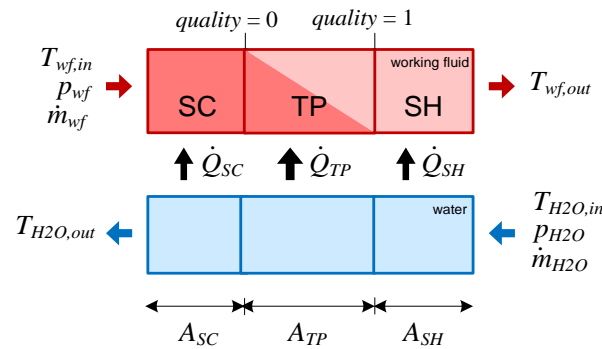 quality = 0 quality = 1
T_wf,in
p_wf
ṁ_wf
working fluid
SC TP SH
T_wf,out
Q̇_SC Q̇_TP Q̇_SH
water
T_H2O,out
T_H2O,in
p_H2O
ṁ_H2O
A_SC A_TP A_SH